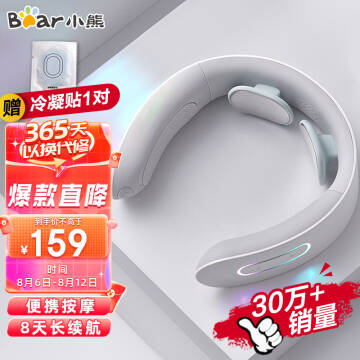 Bear小熊
赠 冷凝贴1对
365天
以换代修
爆款直降
到手价不高于
¥159
时间
8月6日-8月12日
便携按摩
8天长续航
30万+
销量